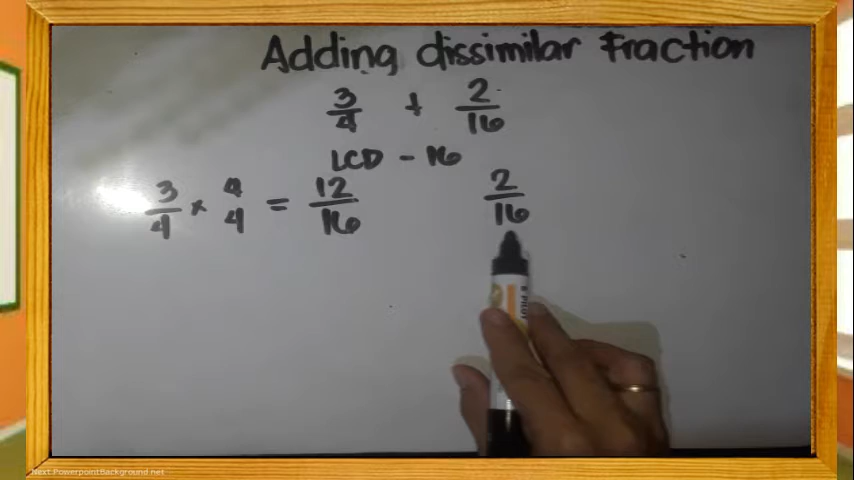 Adding dissimilar Fraction
3/4 + 2/16
LCD - 16
3/4 × 4/4 = 12/16 2/16
PILOT
Next.PowerpointBackground.net